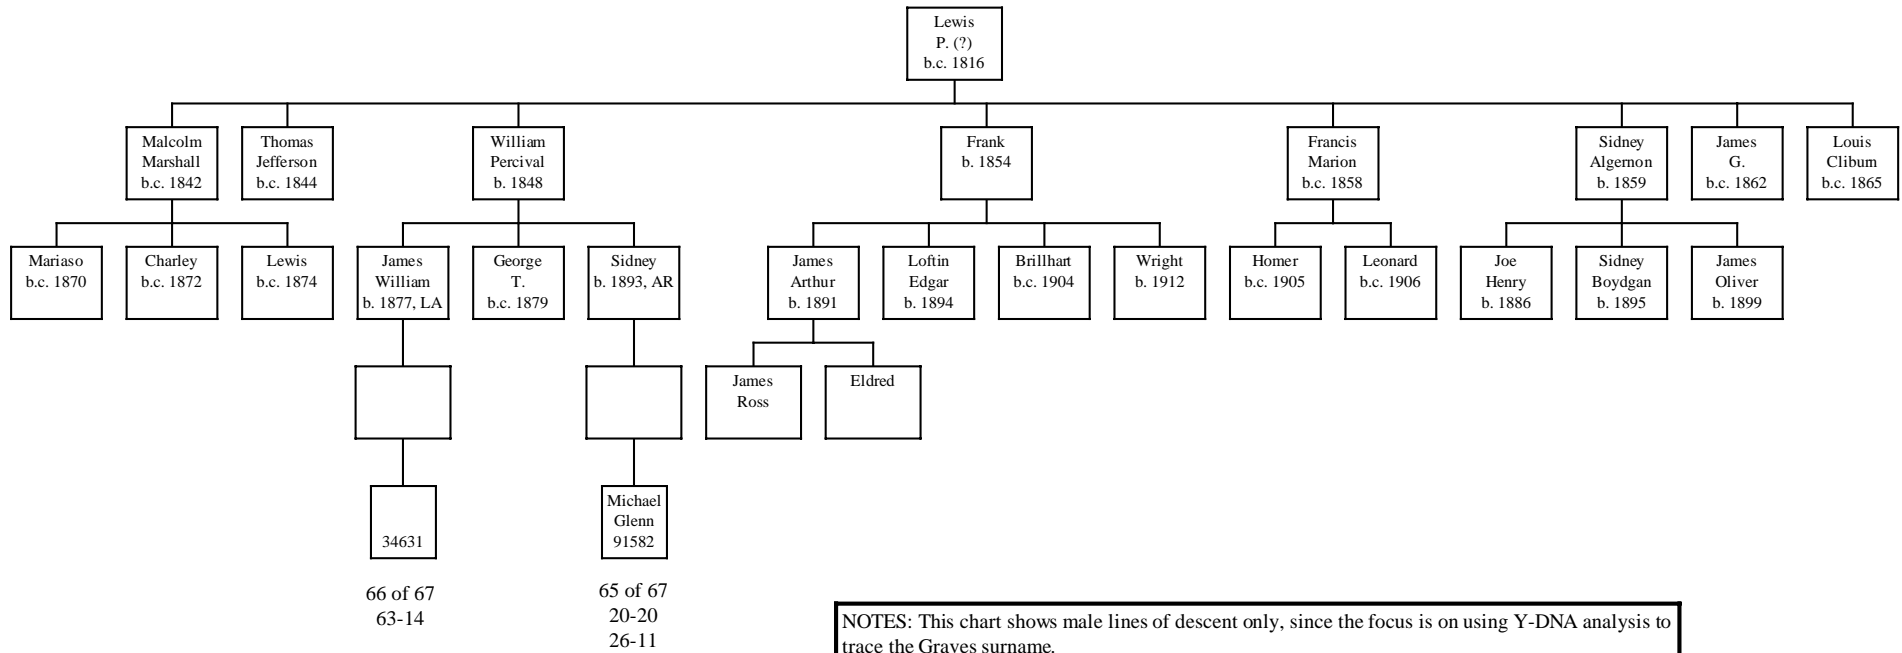 Lewis
P. (?)
b.c. 1816
Malcolm
Marshall
b.c. 1842
Thomas
Jefferson
b.c. 1844
William
Percival
b. 1848
Frank
b. 1854
Francis
Marion
b.c. 1858
Sidney
Algernon
b. 1859
James
G.
b.c. 1862
Louis
Cliburn
b.c. 1865
Mariaso
b.c. 1870
Charley
b.c. 1872
Lewis
b.c. 1874
James
William
b. 1877, LA
George
T.
b.c. 1879
Sidney
b. 1893, AR
James
Arthur
b. 1891
Loftin
Edgar
b. 1894
Brillhart
b.c. 1904
Wright
b. 1912
Homer
b.c. 1905
Leonard
b.c. 1906
Joe
Henry
b. 1886
Sidney
Boydgan
b. 1895
James
Oliver
b. 1899
James
Ross
Eldred
34631
Michael
Glenn
91582
66 of 67
63-14
65 of 67
20-20
26-11
NOTES: This chart shows male lines of descent only, since the focus is on using Y-DNA analysis to
trace the Graves surname.